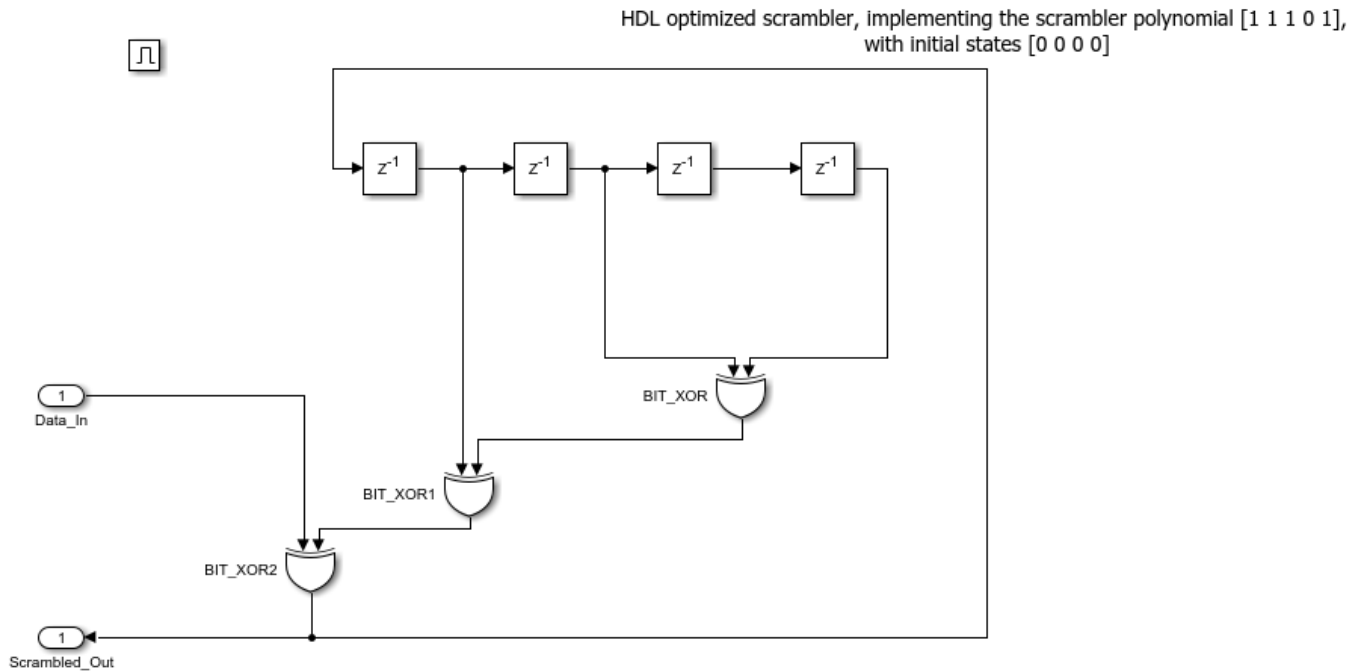 HDL optimized scrambler, implementing the scrambler polynomial [1 1 1 0 1],
with initial states [0 0 0 0]
z-1
z-1
z-1
z-1
BIT_XOR
1
Data_In
BIT_XOR1
BIT_XOR2
1
Scrambled_Out